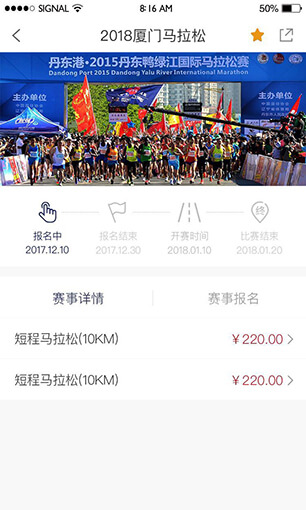 SIGNAL 8:16 AM 50%
2018厦门马拉松
丹东港·2015丹东鸭绿江国际马拉松赛
Dandong Port 2015 Dandong Yalu River International Marathon
主办单位
主办单位
报名中
2017.12.10
报名结束
2017.12.30
开赛时间
2018.01.10
终
比赛结束
2018.01.20
赛事详情
赛事报名
短程马拉松(10KM)
￥220.00
短程马拉松(10KM)
￥220.00